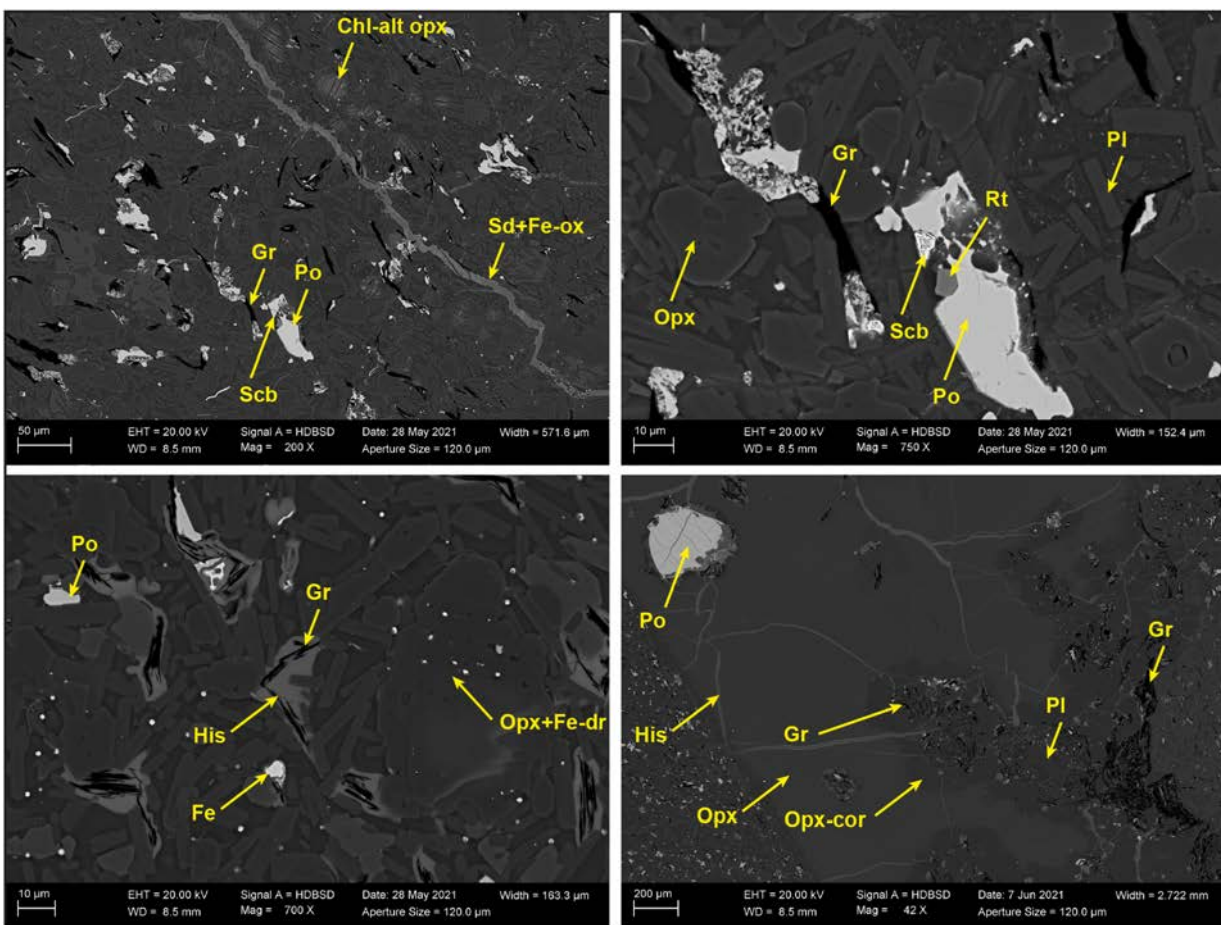 Chl-alt opx
Sd+Fe-ox
Gr
Po
Scb
50 µm
EHT = 20.00 kV Signal A = HDBSD Date: 28 May 2021 Width = 571.6 µm
WD = 8.5 mm Mag = 200 X Aperture Size = 120.0 µm
Gr
Pl
Rt
Opx
Scb
Po
10 µm
EHT = 20.00 kV Signal A = HDBSD Date: 28 May 2021 Width = 152.4 µm
WD = 8.5 mm Mag = 750 X Aperture Size = 120.0 µm
Po
Gr
His
Opx+Fe-dr
Fe
10 µm
EHT = 20.00 kV Signal A = HDBSD Date: 28 May 2021 Width = 163.3 µm
WD = 8.5 mm Mag = 700 X Aperture Size = 120.0 µm
Po
Gr
Pl
His
Gr
Opx
Opx-cor
200 µm
EHT = 20.00 kV Signal A = HDBSD Date: 7 Jun 2021 Width = 2.722 mm
WD = 8.5 mm Mag = 42 X Aperture Size = 120.0 µm